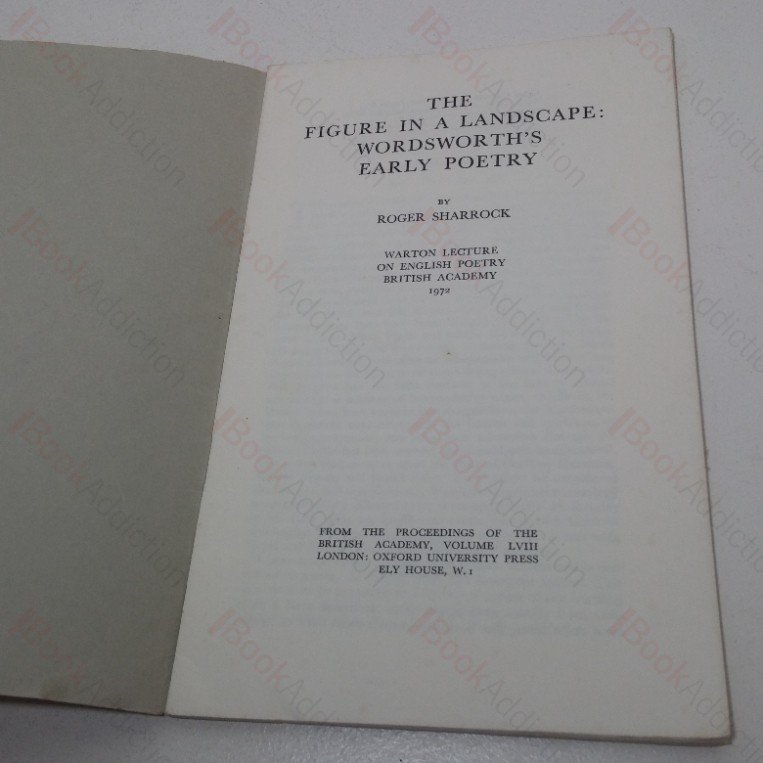 THE
FIGURE IN A LANDSCAPE:
WORDSWORTH'S
EARLY POETRY
BY
ROGER SHARROCK
WARTON LECTURE
ON ENGLISH POETRY
BRITISH ACADEMY
1972
FROM THE PROCEEDINGS OF THE
BRITISH ACADEMY, VOLUME LVIII
LONDON: OXFORD UNIVERSITY PRESS
ELY HOUSE, W.1
BookAddiction